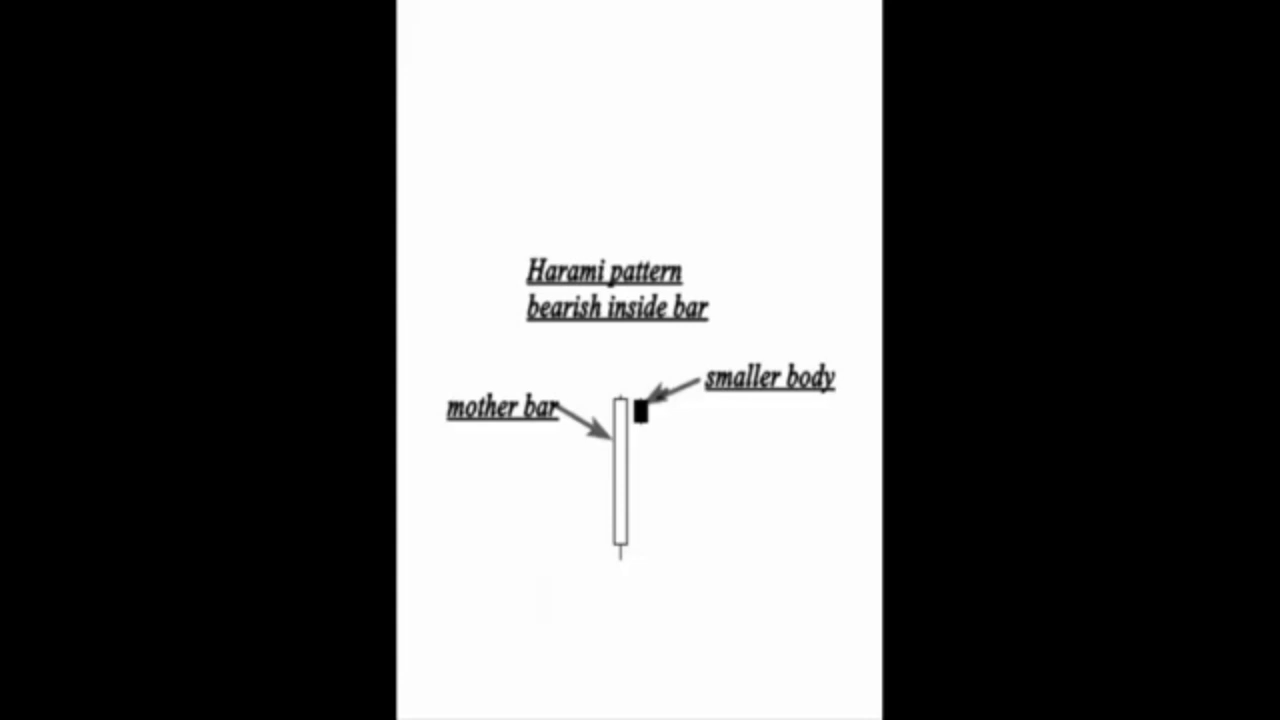 Harami pattern
bearish inside bar
smaller body
mother bar